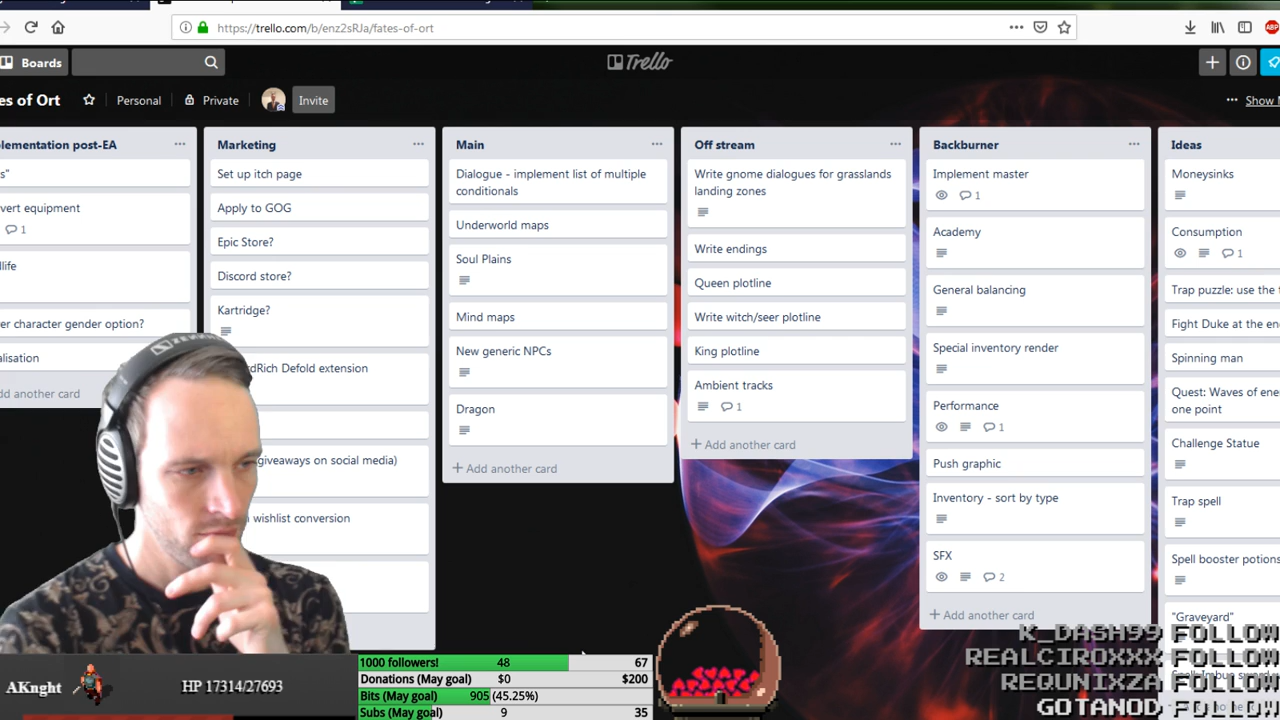 https://trello.com/b/enz2sRJa/fates-of-ort
Boards
Trello
es of Ort
Personal
Private
Invite
Show
lementation post-EA
s"
vert equipment
1
life
er character gender option?
alisation
dd another card
Marketing
Set up itch page
Apply to GOG
Epic Store?
Discord store?
Kartridge?
dRich Defold extension
giveaways on social media)
wishlist conversion
Main
Dialogue - implement list of multiple
conditionals
Underworld maps
Soul Plains
Mind maps
New generic NPCs
Dragon
+ Add another card
Off stream
Write gnome dialogues for grasslands
landing zones
Write endings
Queen plotline
Write witch/seer plotline
King plotline
Ambient tracks
1
+ Add another card
Backburner
Implement master
1
Academy
General balancing
Special inventory render
Performance
1
Push graphic
Inventory - sort by type
SFX
2
+ Add another card
Ideas
Moneysinks
Consumption
1
Trap puzzle: use the t
Fight Duke at the en
Spinning man
Quest: Waves of ene
one point
Challenge Statue
Trap spell
Spell booster potions
"Graveyard"
K_DASH99 FOLLOW
REALCIROXXX FOLLOW
REQUNIXZA FOLLOW
GOTANOD FOLLOW
AKnght
HP 17314/27693
1000 followers! 48 67
Donations (May goal) $0 $200
Bits (May goal) 905 (45.25%)
Subs (May goal) 9 35
ABP